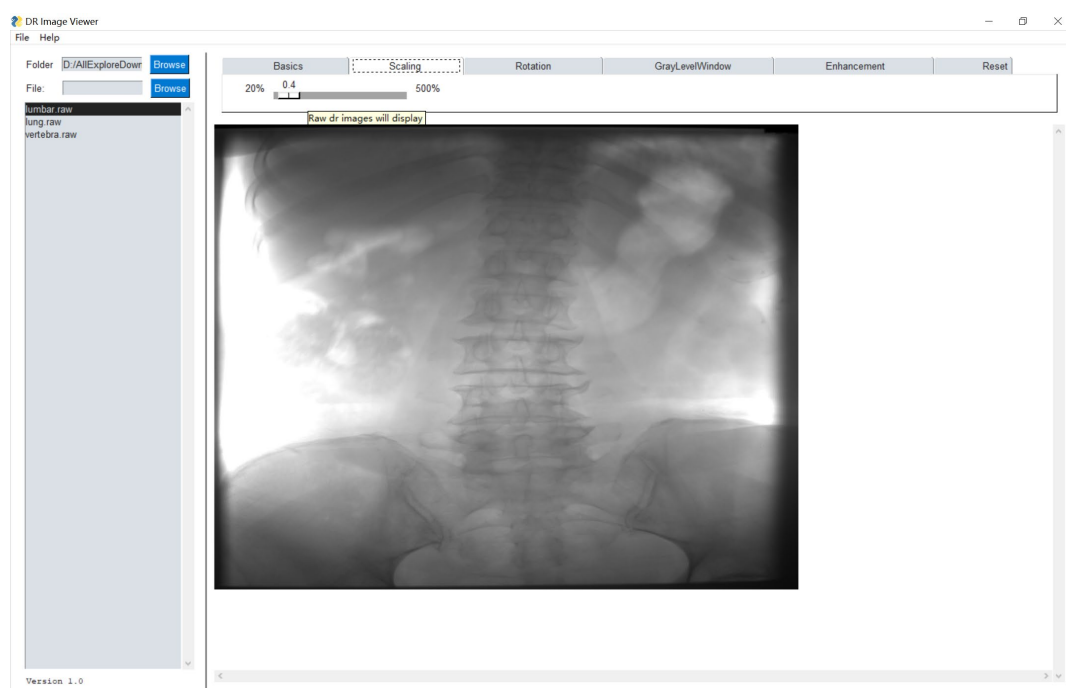 DR Image Viewer
File Help
Folder D:/AllExploreDowr Browse
File: Browse
Basics Scaling Rotation GrayLevelWindow Enhancement Reset
20% 0.4 500%
Raw dr images will display
lumbar.raw
lung.raw
vertebra.raw
Version 1.0